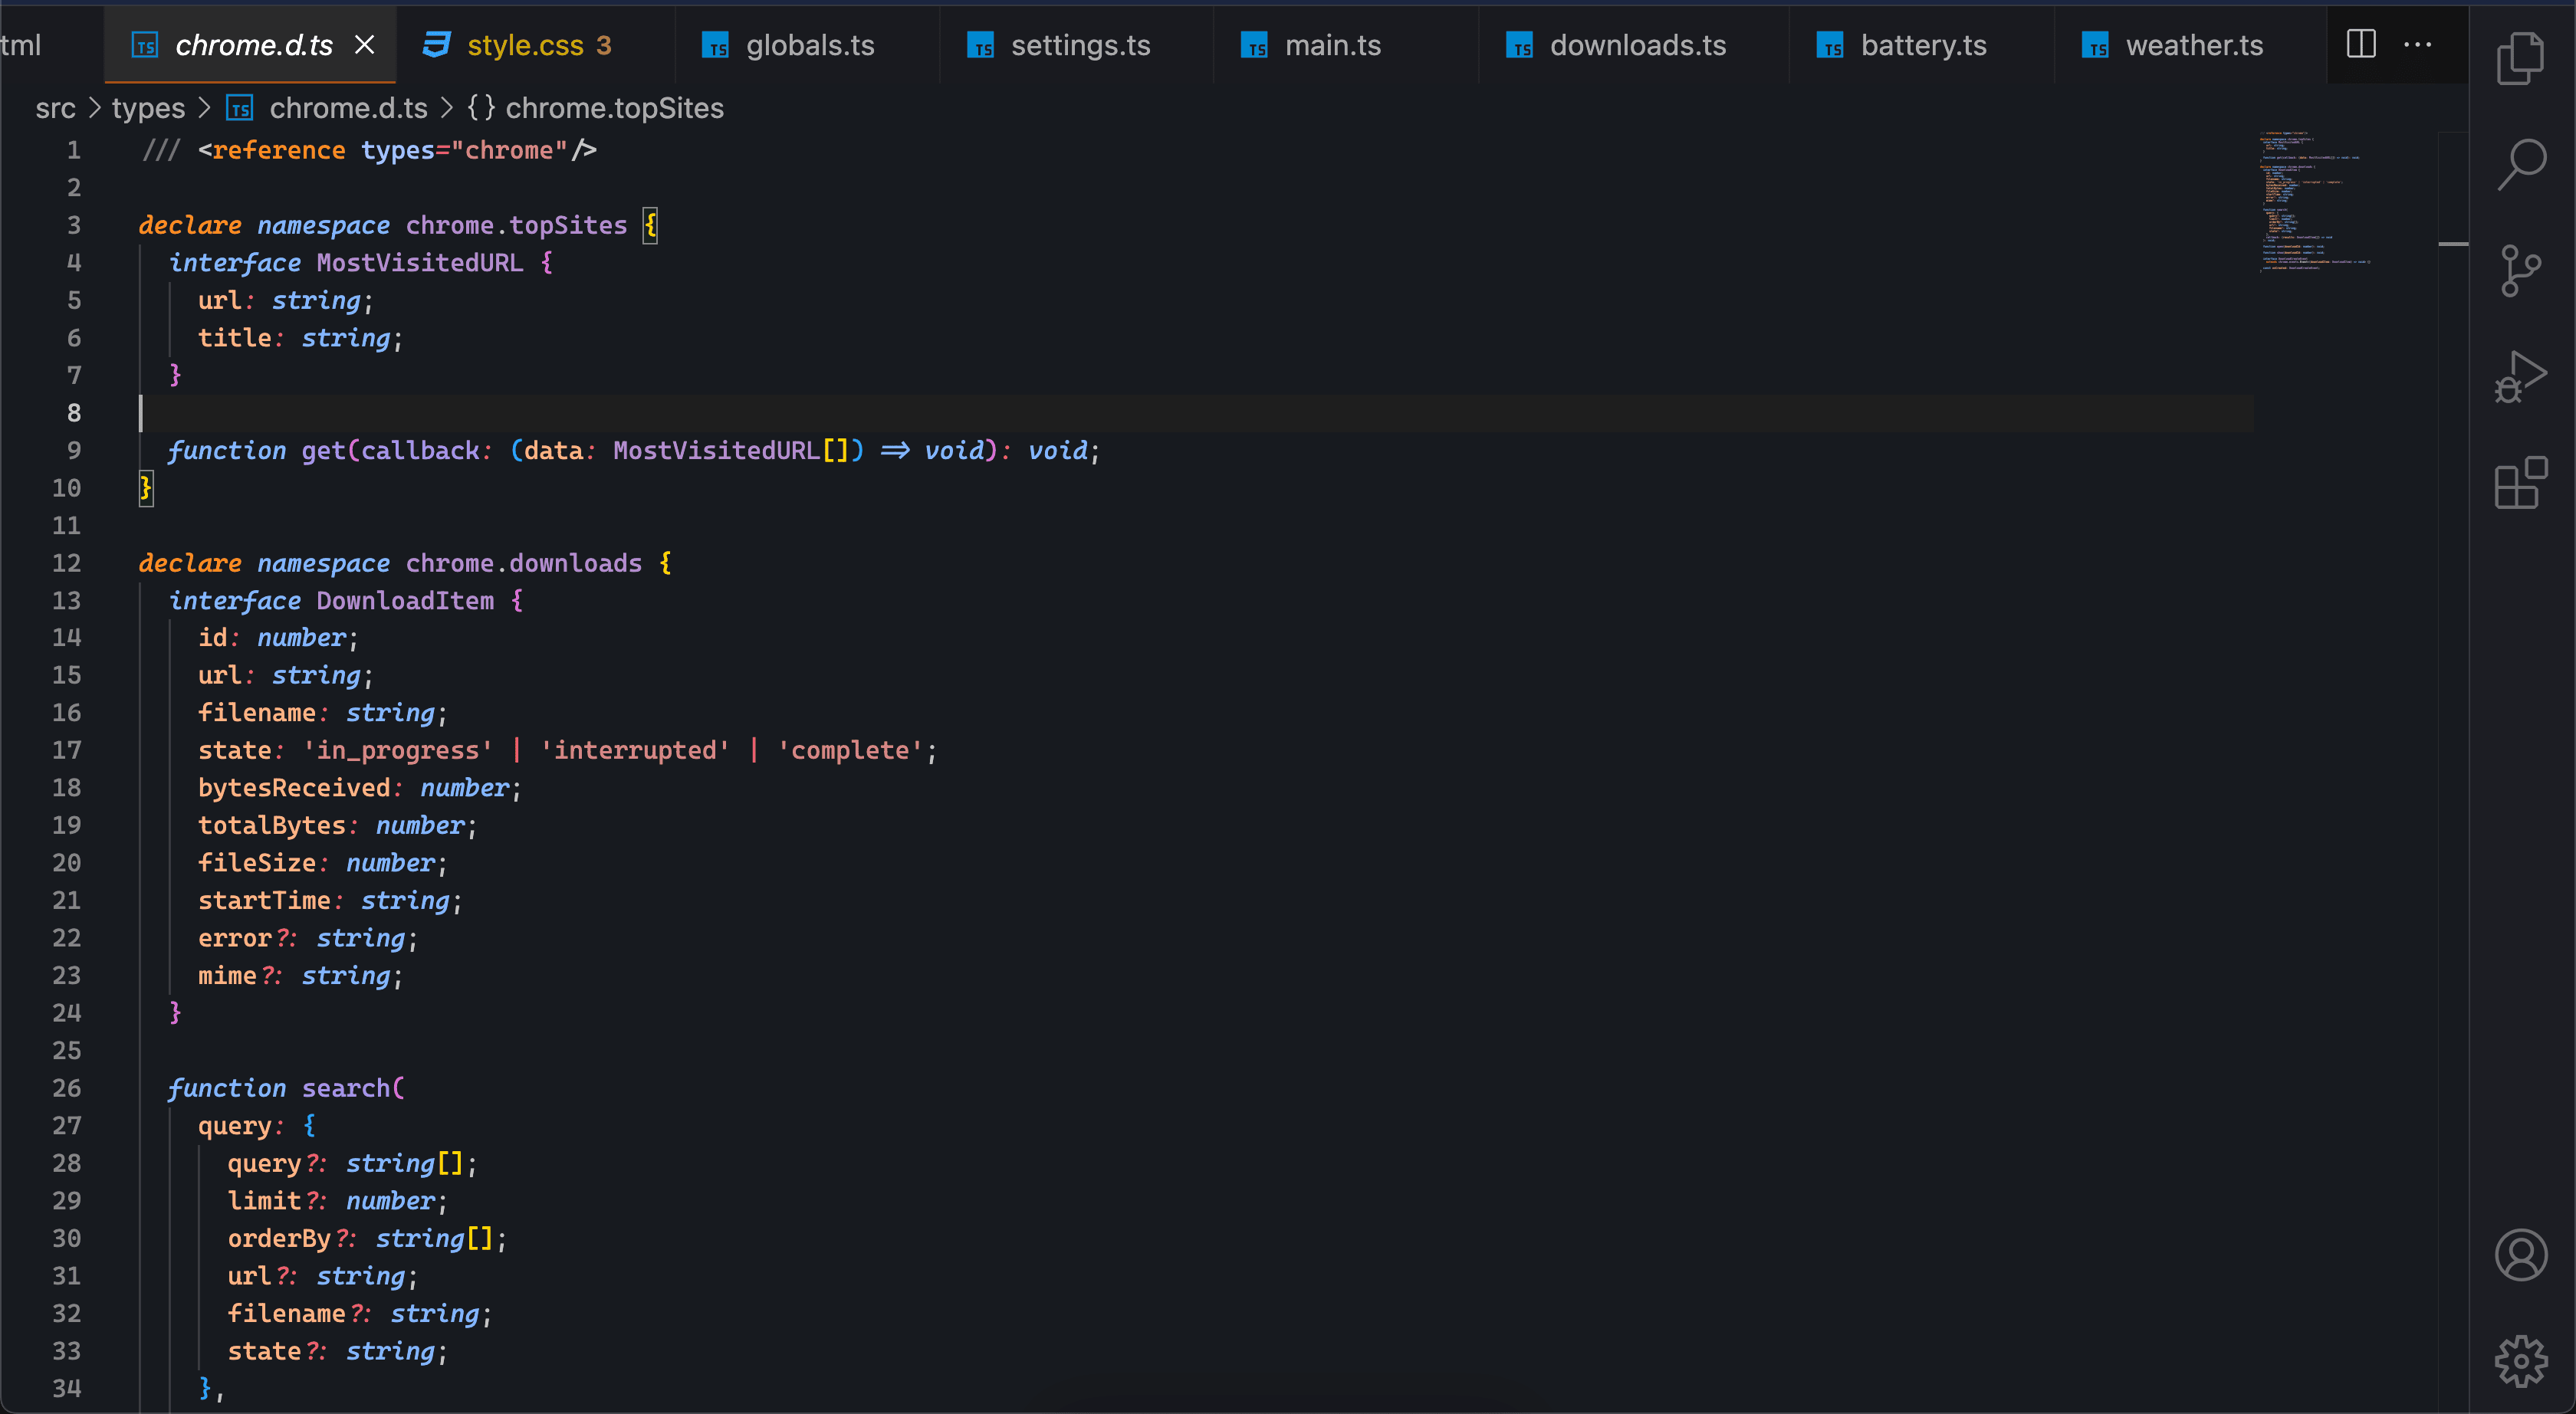 tml chrome.d.ts style.css 3 globals.ts settings.ts main.ts downloads.ts battery.ts weather.ts
src > types > chrome.d.ts > {} chrome.topSites
1 /// <reference types="chrome"/>
2
3 declare namespace chrome.topSites {
4 interface MostVisitedURL {
5 url: string;
6 title: string;
7 }
8
9 function get(callback: (data: MostVisitedURL[]) => void): void;
10 }
11
12 declare namespace chrome.downloads {
13 interface DownloadItem {
14 id: number;
15 url: string;
16 filename: string;
17 state: 'in_progress' | 'interrupted' | 'complete';
18 bytesReceived: number;
19 totalBytes: number;
20 fileSize: number;
21 startTime: string;
22 error?: string;
23 mime?: string;
24 }
25
26 function search(
27 query: {
28 query?: string[];
29 limit?: number;
30 orderBy?: string[];
31 url?: string;
32 filename?: string;
33 state?: string;
34 },